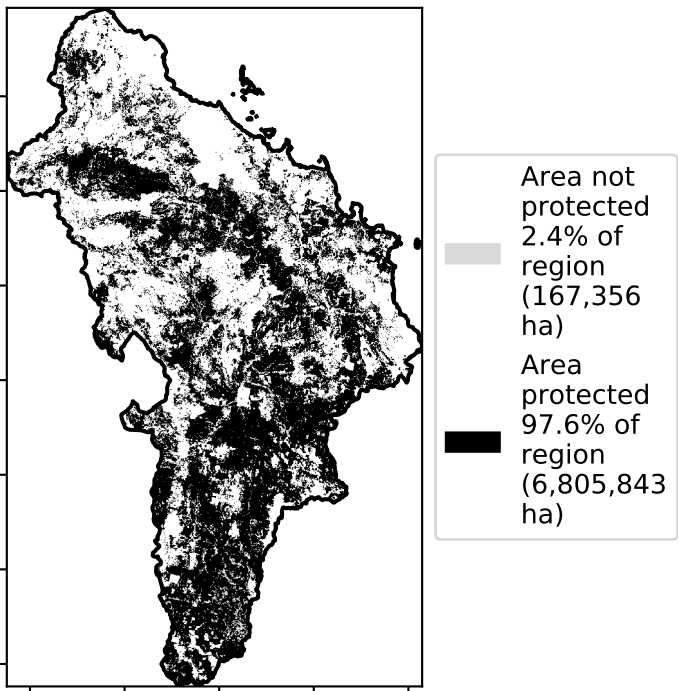 Area not
protected
2.4% of
region
(167,356
ha)
Area
protected
97.6% of
region
(6,805,843
ha)